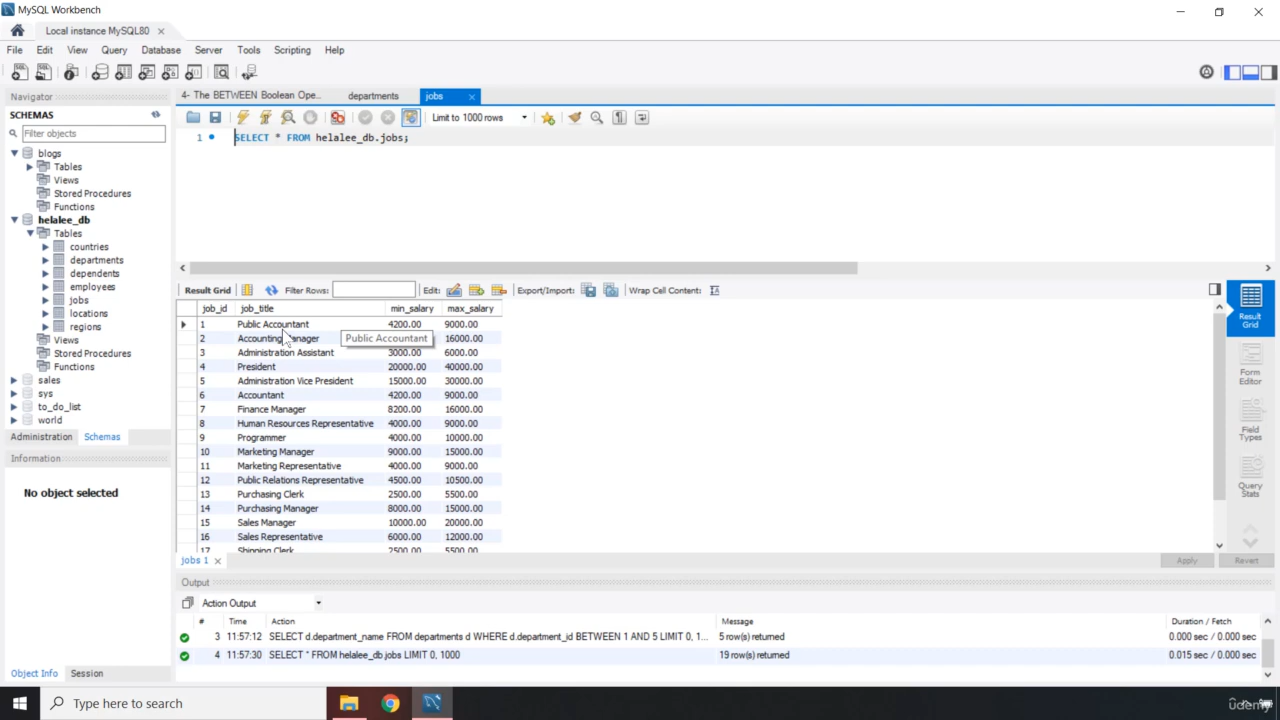 MySQL Workbench
Local instance MySQL80
File Edit View Query Database Server Tools Scripting Help
Navigator
SCHEMAS
Filter objects
blogs
Tables
Views
Stored Procedures
Functions
helalee_db
Tables
countries
departments
dependents
employees
jobs
locations
regions
Views
Stored Procedures
Functions
sales
sys
to_do_list
world
Administration Schemas
Information
No object selected
Object Info Session
4- The BETWEEN Boolean Ope... departments jobs
Limit to 1000 rows
1 SELECT * FROM helalee_db.jobs;
Result Grid Filter Rows: Edit: Export/Import: Wrap Cell Content:
job_id job_title min_salary max_salary
1 Public Accountant 4200.00 9000.00
2 Accounting Manager 16000.00
Public Accountant
3 Administration Assistant 3000.00 6000.00
4 President 20000.00 40000.00
5 Administration Vice President 15000.00 30000.00
6 Accountant 4200.00 9000.00
7 Finance Manager 8200.00 16000.00
8 Human Resources Representative 4000.00 9000.00
9 Programmer 4000.00 10000.00
10 Marketing Manager 9000.00 15000.00
11 Marketing Representative 4000.00 9000.00
12 Public Relations Representative 4500.00 10500.00
13 Purchasing Clerk 2500.00 5500.00
14 Purchasing Manager 8000.00 15000.00
15 Sales Manager 10000.00 20000.00
16 Sales Representative 6000.00 12000.00
17 Shipping Clerk 2500.00 5500.00
Result Grid
Form Editor
Field Types
Query Stats
jobs 1
Apply Revert
Output
Action Output
# Time Action Message Duration / Fetch
3 11:57:12 SELECT d.department_name FROM departments d WHERE d.department_id BETWEEN 1 AND 5 LIMIT 0, 1... 5 row(s) returned 0.000 sec / 0.000 sec
4 11:57:30 SELECT * FROM helalee_db.jobs LIMIT 0, 1000 19 row(s) returned 0.015 sec / 0.000 sec
Type here to search
udemy